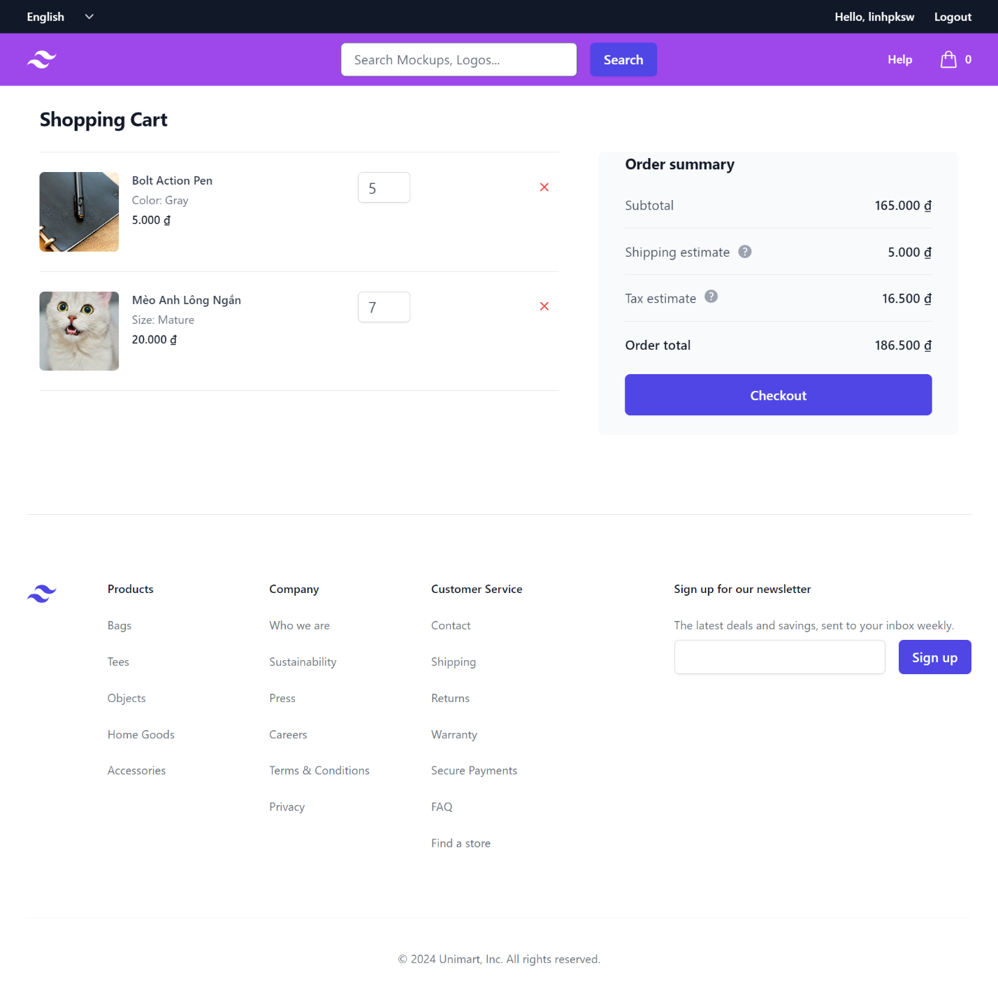 English
Hello, linhpksw
Logout
Search Mockups, Logos...
Search
Help
0
Shopping Cart
Bolt Action Pen
Color: Gray
5.000 ₫
5
Mèo Anh Lông Ngắn
Size: Mature
20.000 ₫
7
Order summary
Subtotal 165.000 ₫
Shipping estimate ? 5.000 ₫
Tax estimate ? 16.500 ₫
Order total 186.500 ₫
Checkout
Products
Bags
Tees
Objects
Home Goods
Accessories
Company
Who we are
Sustainability
Press
Careers
Terms & Conditions
Privacy
Customer Service
Contact
Shipping
Returns
Warranty
Secure Payments
FAQ
Find a store
Sign up for our newsletter
The latest deals and savings, sent to your inbox weekly.
Sign up
© 2024 Unimart, Inc. All rights reserved.